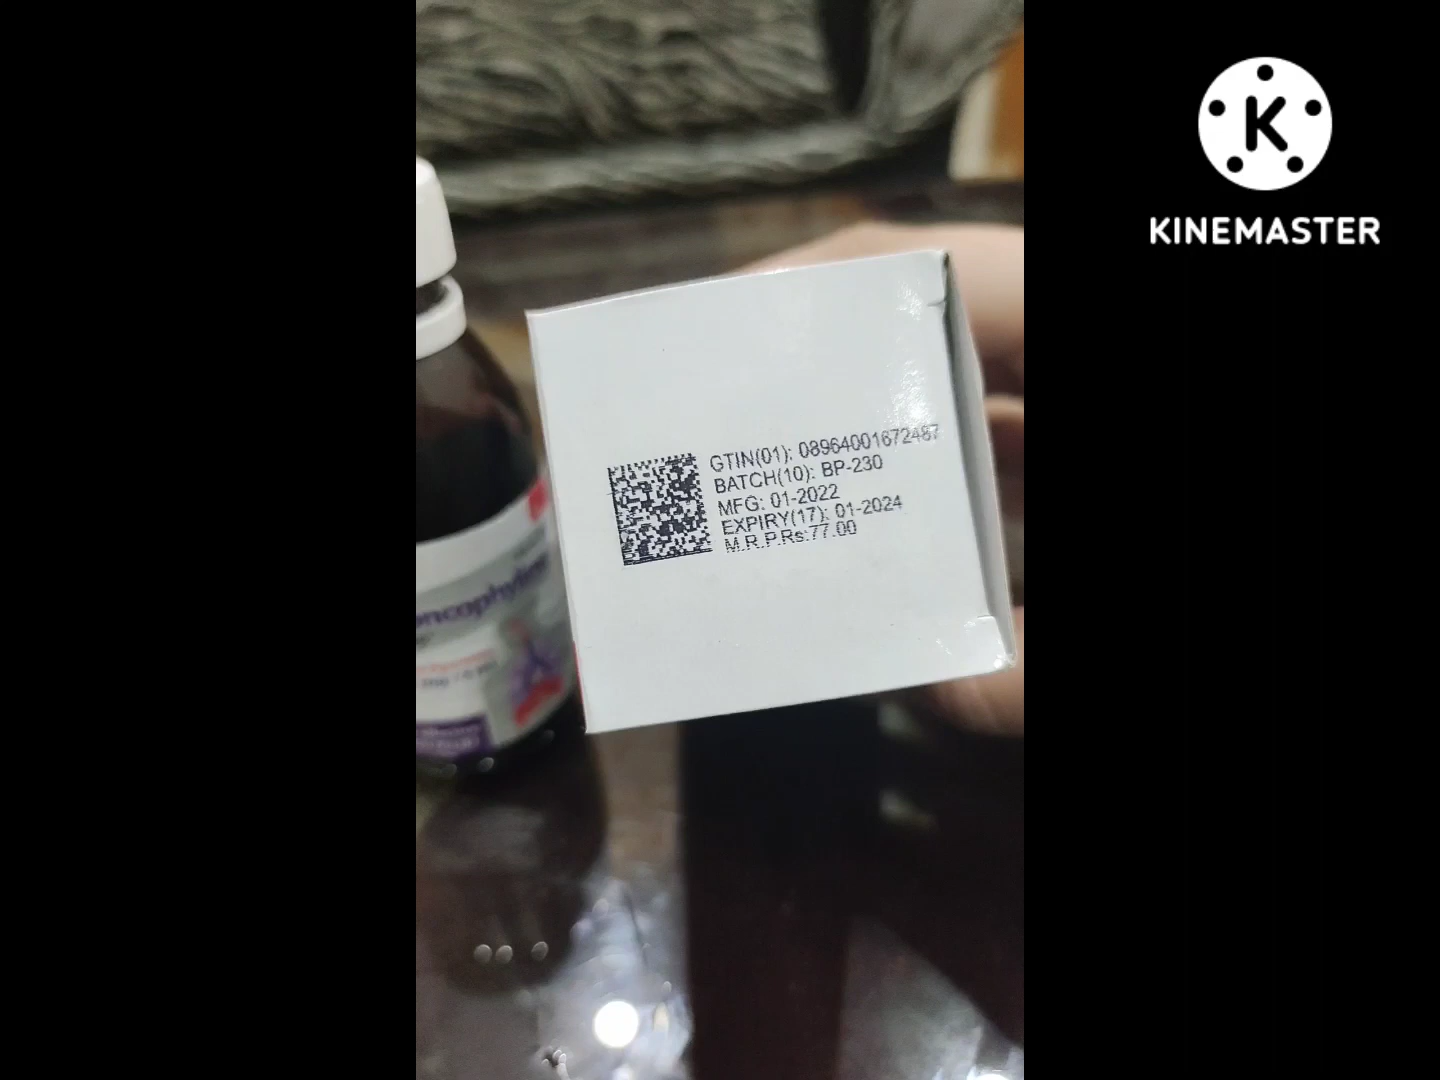 K
KINEMASTER
GTIN(01): 08964001672487
BATCH(10): BP-230
MFG: 01-2022
EXPIRY(17): 01-2024
M.R.P.Rs:77.00